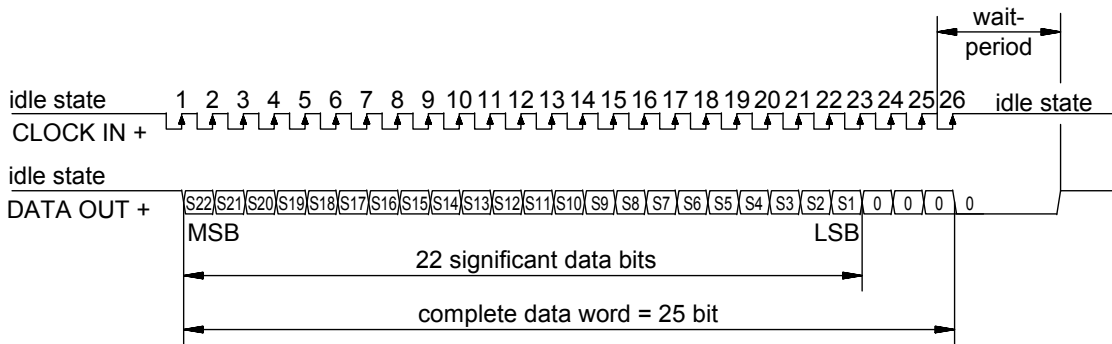 wait-
period
idle state 1 2 3 4 5 6 7 8 9 10 11 12 13 14 15 16 17 18 19 20 21 22 23 24 25 26 idle state
CLOCK IN +
idle state
DATA OUT + S22 S21 S20 S19 S18 S17 S16 S15 S14 S13 S12 S11 S10 S9 S8 S7 S6 S5 S4 S3 S2 S1 0 0 0 0
MSB LSB
22 significant data bits
complete data word = 25 bit